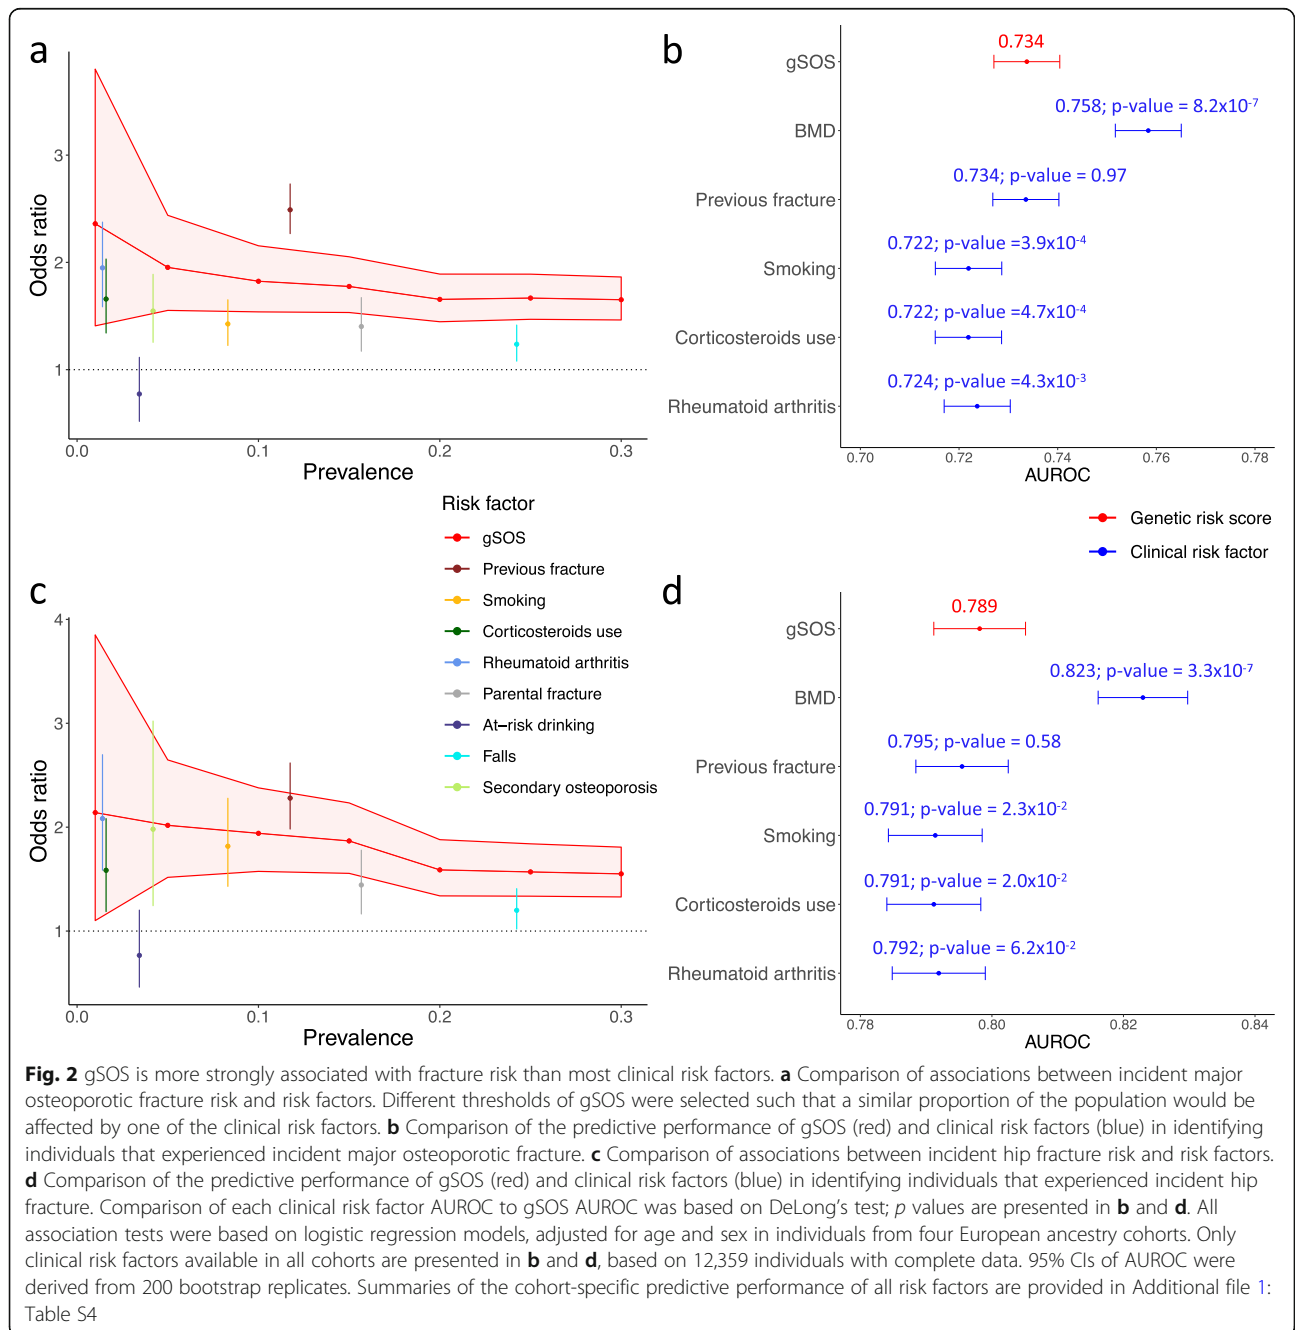 a
3
2
1
Odds ratio
0.0 0.1 0.2 0.3
Prevalence
b
gSOS
BMD
Previous fracture
Smoking
Corticosteroids use
Rheumatoid arthritis
0.734
0.758; p-value = 8.2x10-7
0.734; p-value = 0.97
0.722; p-value =3.9x10-4
0.722; p-value =4.7x10-4
0.724; p-value =4.3x10-3
0.70 0.72 0.74 0.76 0.78
AUROC
Risk factor
gSOS
Previous fracture
Smoking
Corticosteroids use
Rheumatoid arthritis
Parental fracture
At–risk drinking
Falls
Secondary osteoporosis
Genetic risk score
Clinical risk factor
c
4
3
2
1
Odds ratio
0.0 0.1 0.2 0.3
Prevalence
d
gSOS
BMD
Previous fracture
Smoking
Corticosteroids use
Rheumatoid arthritis
0.789
0.823; p-value = 3.3x10-7
0.795; p-value = 0.58
0.791; p-value = 2.3x10-2
0.791; p-value = 2.0x10-2
0.792; p-value = 6.2x10-2
0.78 0.80 0.82 0.84
AUROC
Fig. 2 gSOS is more strongly associated with fracture risk than most clinical risk factors. a Comparison of associations between incident major
osteoporotic fracture risk and risk factors. Different thresholds of gSOS were selected such that a similar proportion of the population would be
affected by one of the clinical risk factors. b Comparison of the predictive performance of gSOS (red) and clinical risk factors (blue) in identifying
individuals that experienced incident major osteoporotic fracture. c Comparison of associations between incident hip fracture risk and risk factors.
d Comparison of the predictive performance of gSOS (red) and clinical risk factors (blue) in identifying individuals that experienced incident hip
fracture. Comparison of each clinical risk factor AUROC to gSOS AUROC was based on DeLong's test; p values are presented in b and d. All
association tests were based on logistic regression models, adjusted for age and sex in individuals from four European ancestry cohorts. Only
clinical risk factors available in all cohorts are presented in b and d, based on 12,359 individuals with complete data. 95% CIs of AUROC were
derived from 200 bootstrap replicates. Summaries of the cohort-specific predictive performance of all risk factors are provided in Additional file 1:
Table S4